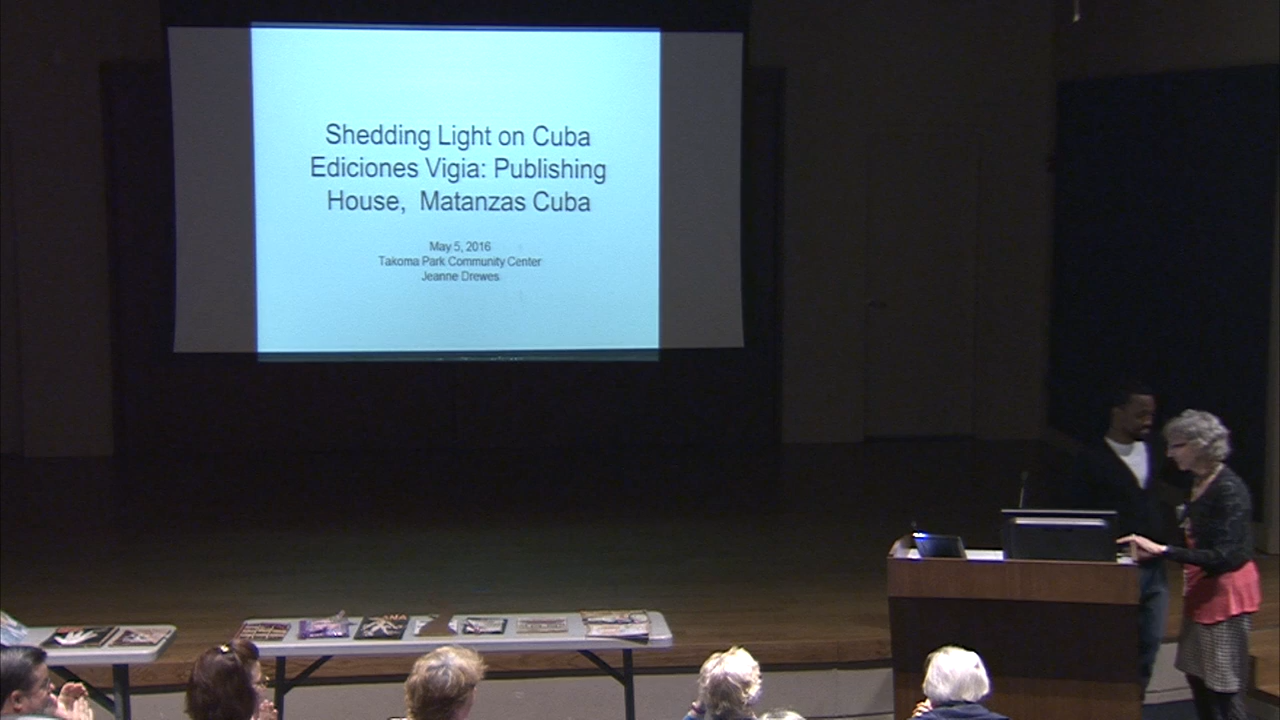 Shedding Light on Cuba
Ediciones Vigia: Publishing
House, Matanzas Cuba
May 5, 2016
Takoma Park Community Center
Jeanne Drewes